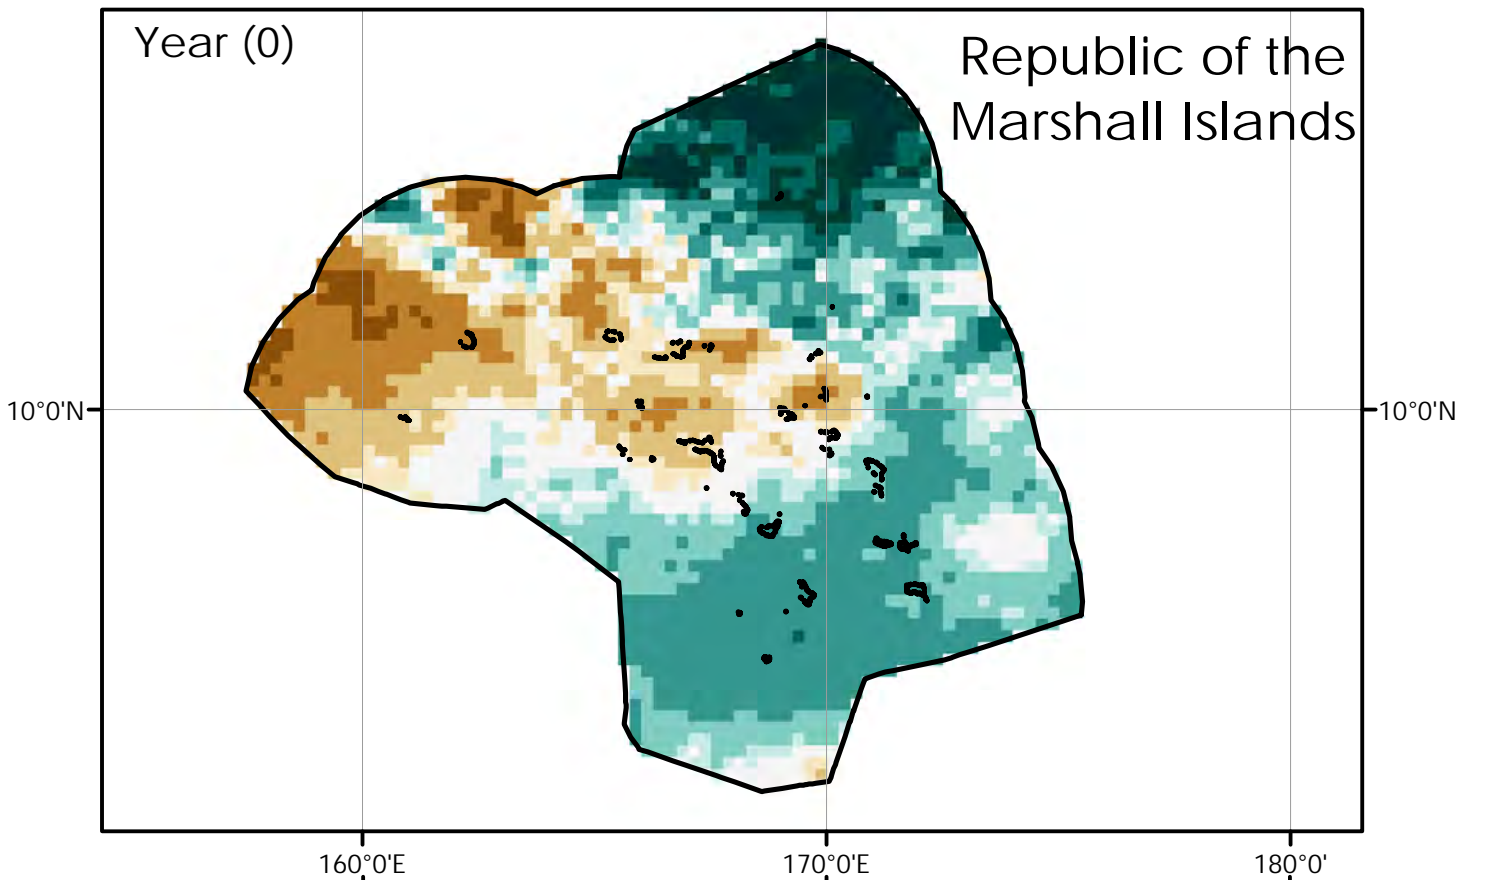 Year (0)
Republic of the
Marshall Islands
10°0'N
10°0'N
160°0'E
170°0'E
180°0'